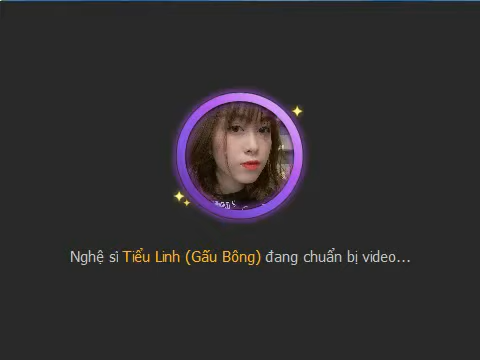 Nghệ sĩ Tiểu Linh (Gấu Bông) đang chuẩn bị video...